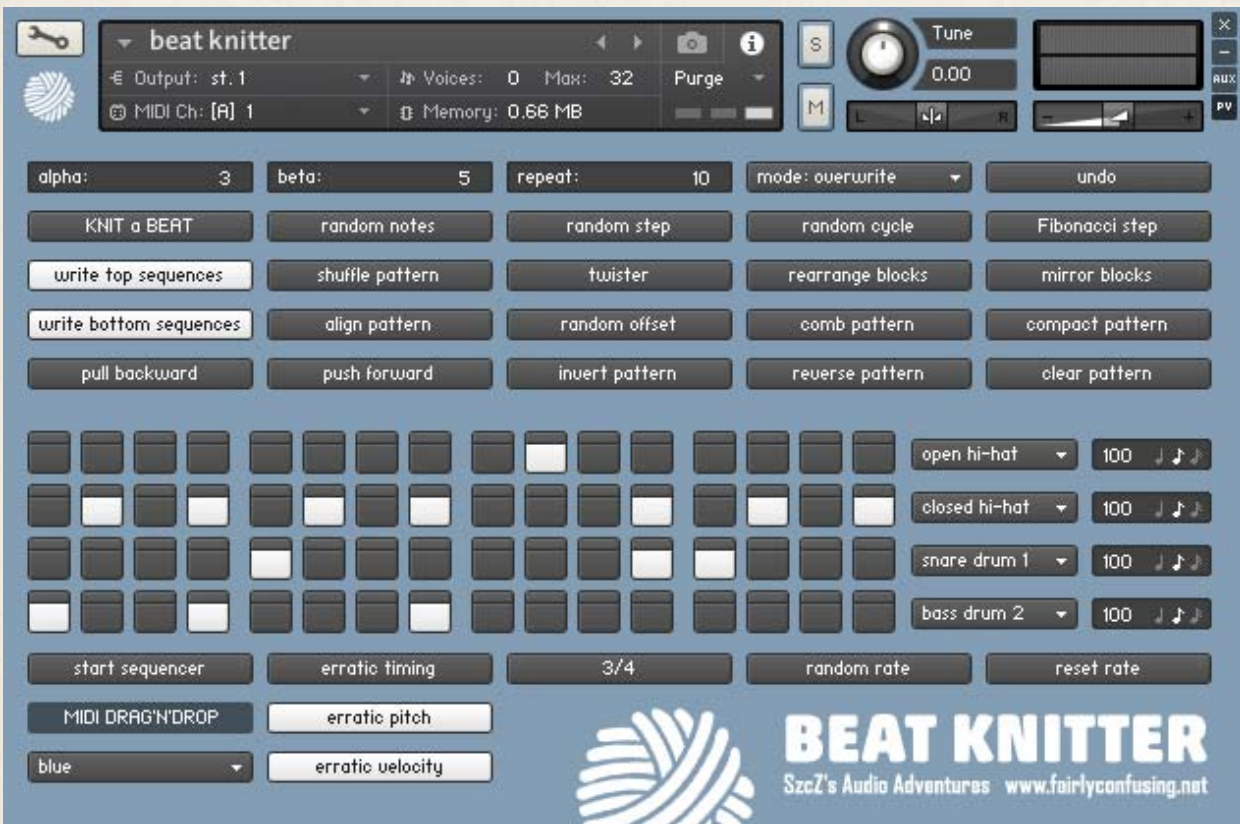 beat knitter
S
Tune
×
–
Output: st. 1
Voices: 0 Max: 32
Purge
0.00
AUX
PV
MIDI Ch: [A] 1
Memory: 0.66 MB
M
L
R
-
+
alpha: 3
beta: 5
repeat: 10
mode: overwrite
undo
KNIT a BEAT
random notes
random step
random cycle
Fibonacci step
write top sequences
shuffle pattern
twister
rearrange blocks
mirror blocks
write bottom sequences
align pattern
random offset
comb pattern
compact pattern
pull backward
push forward
invert pattern
reverse pattern
clear pattern
open hi-hat
100
closed hi-hat
100
snare drum 1
100
bass drum 2
100
start sequencer
erratic timing
3/4
random rate
reset rate
MIDI DRAG'N'DROP
erratic pitch
blue
erratic velocity
BEAT KNITTER
SzcZ's Audio Adventures www.fairlyconfusing.net